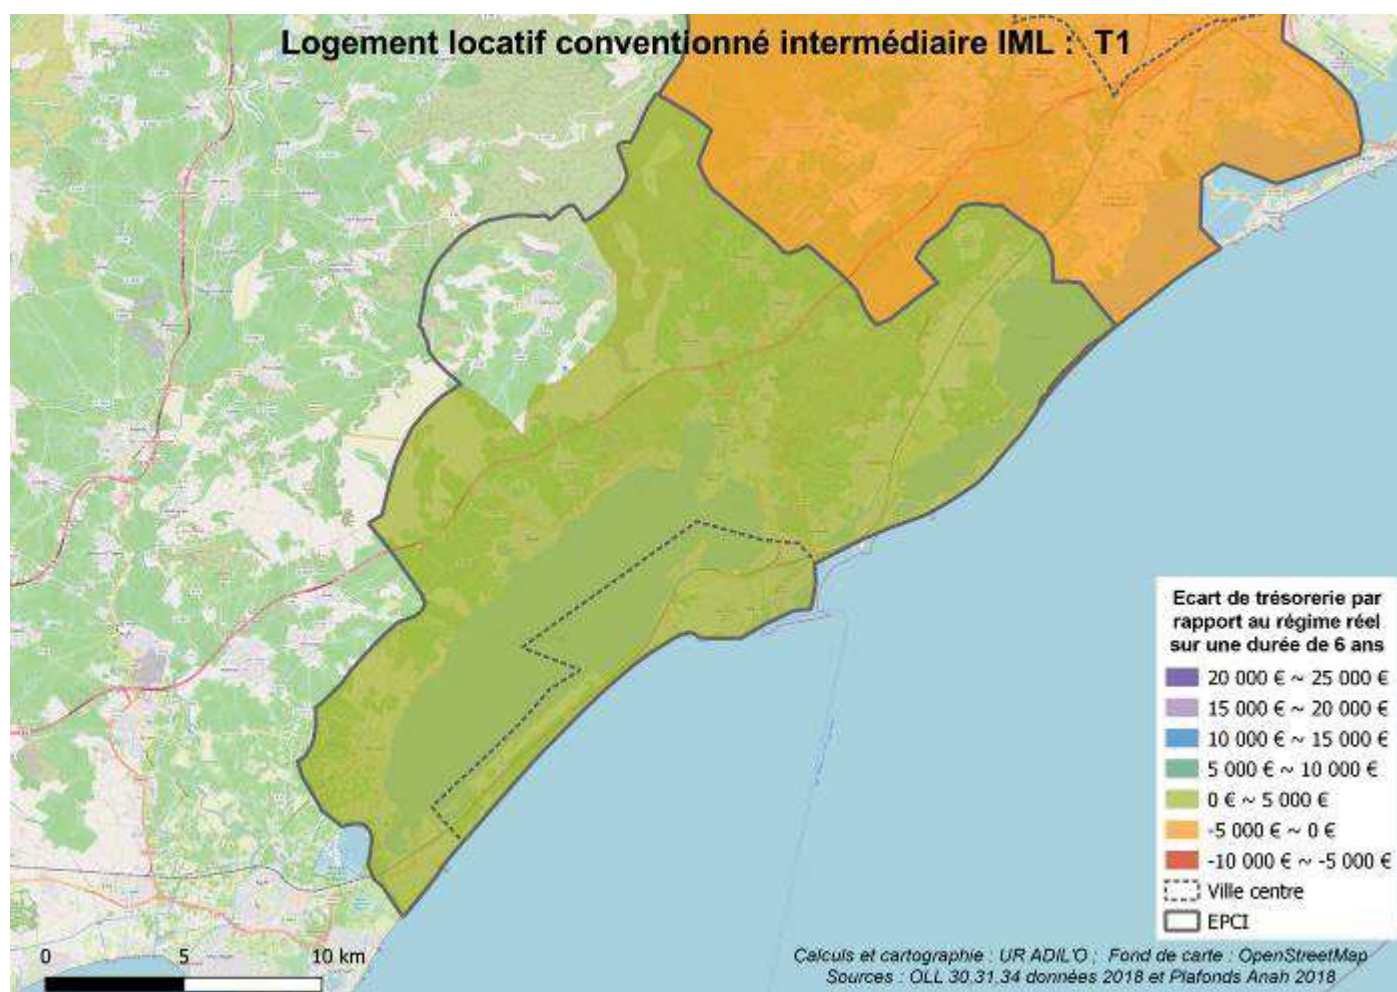 Logement locatif conventionné intermédiaire IML : T1
Ecart de trésorerie par
rapport au régime réel
sur une durée de 6 ans
20 000 € ~ 25 000 €
15 000 € ~ 20 000 €
10 000 € ~ 15 000 €
5 000 € ~ 10 000 €
0 € ~ 5 000 €
-5 000 € ~ 0 €
-10 000 € ~ -5 000 €
Ville centre
EPCI
0 5 10 km
Calculs et cartographie : UR ADIL'O ; Fond de carte : OpenStreetMap
Sources : OLL 30,31,34 données 2018 et Plafonds Anah 2018